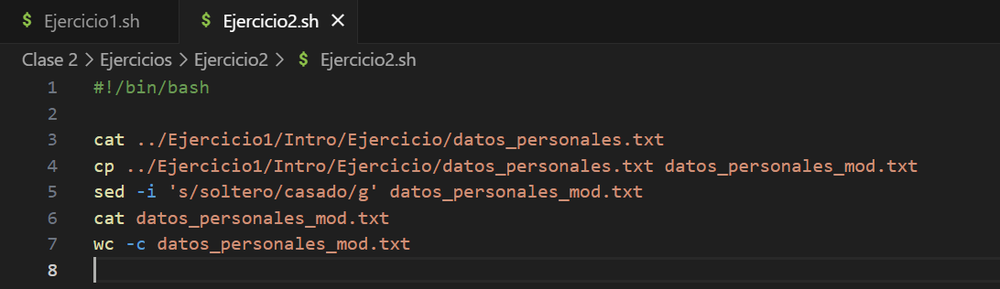 $ Ejercicio1.sh $ Ejercicio2.sh ×
Clase 2 > Ejercicios > Ejercicio2 > $ Ejercicio2.sh
1 #!/bin/bash
2
3 cat ../Ejercicio1/Intro/Ejercicio/datos_personales.txt
4 cp ../Ejercicio1/Intro/Ejercicio/datos_personales.txt datos_personales_mod.txt
5 sed -i 's/soltero/casado/g' datos_personales_mod.txt
6 cat datos_personales_mod.txt
7 wc -c datos_personales_mod.txt
8